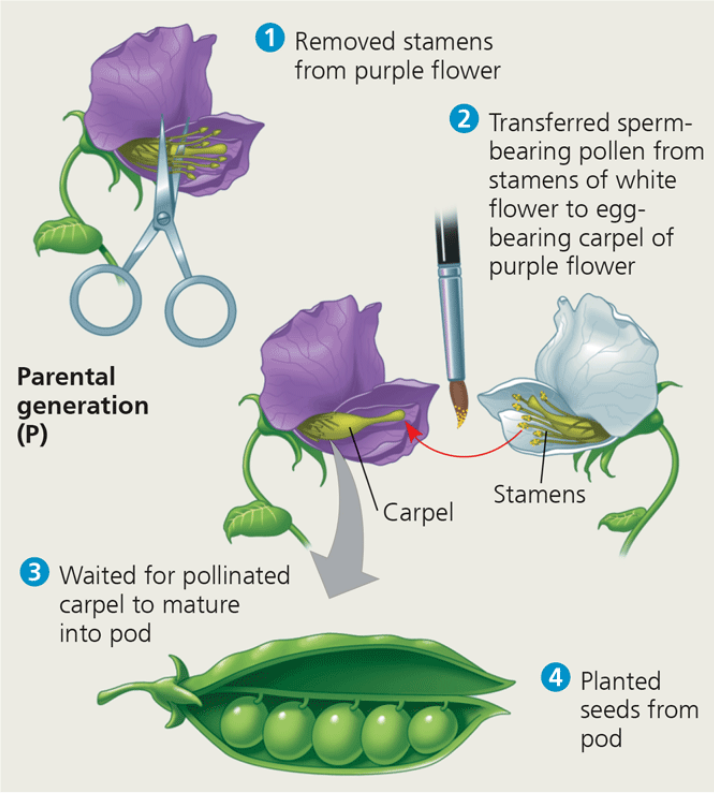 1 Removed stamens
from purple flower
2 Transferred sperm-
bearing pollen from
stamens of white
flower to egg-
bearing carpel of
purple flower
Parental
generation
(P)
Carpel
Stamens
3 Waited for pollinated
carpel to mature
into pod
4 Planted
seeds from
pod